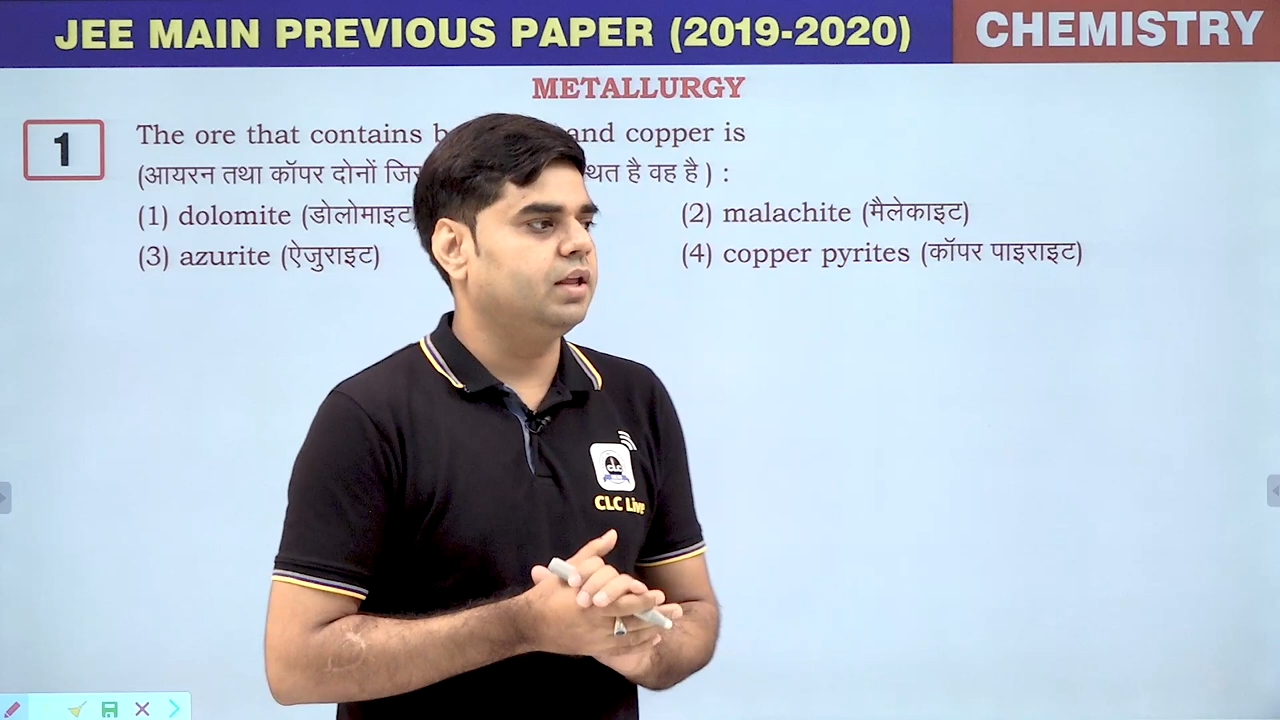 JEE MAIN PREVIOUS PAPER (2019-2020) CHEMISTRY
METALLURGY
1 The ore that contains and copper is
(आयरन तथा कॉपर दोनों है वह है ) :
(1) dolomite (डोलोमाइट (2) malachite (मैलेकाइट)
(3) azurite (ऐजुराइट) (4) copper pyrites (कॉपर पाइराइट)
CLC
CLC Live